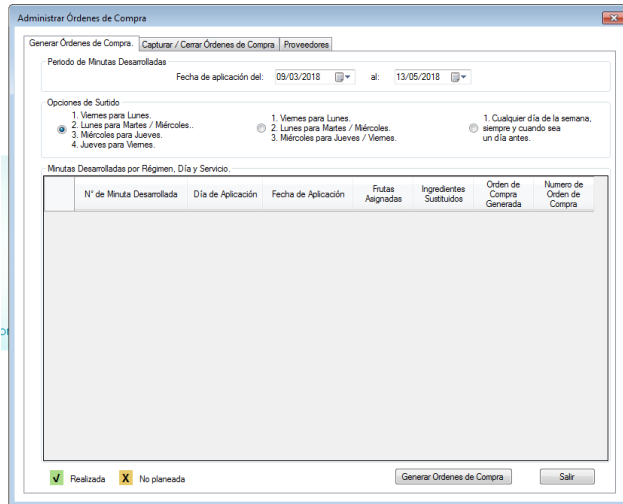 Administrar Órdenes de Compra
Generar Órdenes de Compra. Capturar / Cerrar Órdenes de Compra Proveedores
Periodo de Minutas Desarrolladas
Fecha de aplicación del: 09/03/2018 al: 13/05/2018
Opciones de Surtido
1. Viernes para Lunes.
2. Lunes para Martes / Miércoles..
3. Miércoles para Jueves.
4. Jueves para Viernes.
1. Viernes para Lunes.
2. Lunes para Martes / Miércoles.
3. Miércoles para Jueves / Viernes.
1. Cualquier día de la semana,
siempre y cuando sea
un día antes.
Minutas Desarrolladas por Régimen, Día y Servicio.
N° de Minuta Desarrollada
Día de Aplicación
Fecha de Aplicación
Frutas
Asignadas
Ingredientes
Sustituidos
Orden de
Compra
Generada
Numero de
Orden de
Compra
√ Realizada X No planeada
Generar Ordenes de Compra
Salir